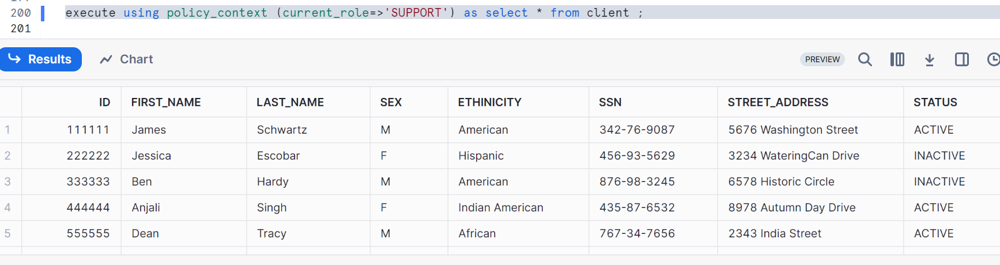 200 execute using policy_context (current_role=>'SUPPORT') as select * from client ;
201
Results Chart PREVIEW
ID FIRST_NAME LAST_NAME SEX ETHINICITY SSN STREET_ADDRESS STATUS
1 111111 James Schwartz M American 342-76-9087 5676 Washington Street ACTIVE
2 222222 Jessica Escobar F Hispanic 456-93-5629 3234 WateringCan Drive INACTIVE
3 333333 Ben Hardy M American 876-98-3245 6578 Historic Circle INACTIVE
4 444444 Anjali Singh F Indian American 435-87-6532 8978 Autumn Day Drive ACTIVE
5 555555 Dean Tracy M African 767-34-7656 2343 India Street ACTIVE